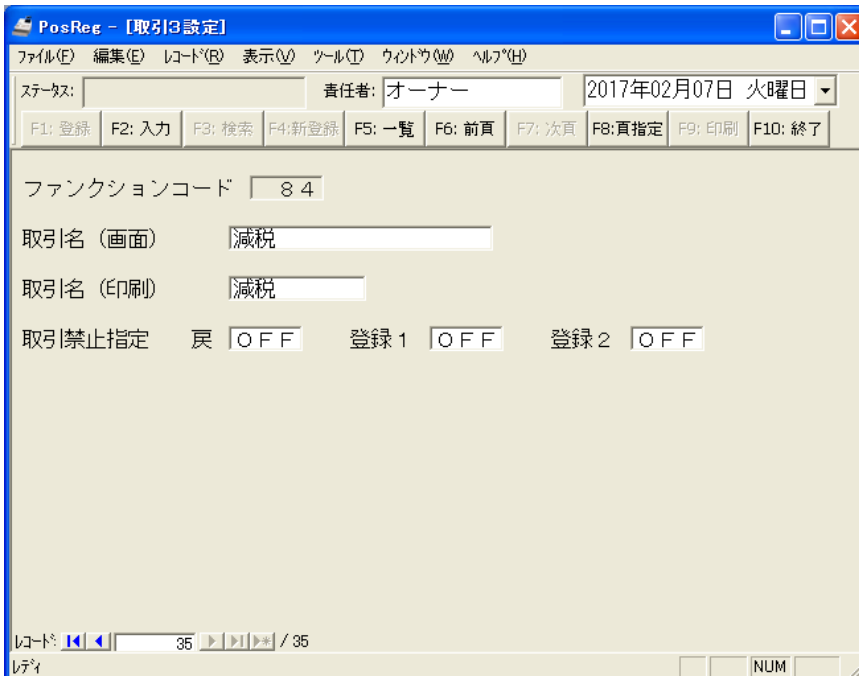 PosReg - [取引3設定]
ファイル(F) 編集(E) レコード(R) 表示(V) ツール(T) ウィンドウ(W) ヘルプ(H)
ステータス: 責任者: オーナー 2017年02月07日 火曜日
F1: 登録 F2: 入力 F3: 検索 F4:新登録 F5: 一覧 F6: 前頁 F7: 次頁 F8:頁指定 F9: 印刷 F10: 終了
ファンクションコード 84
取引名（画面） 減税
取引名（印刷） 減税
取引禁止指定 戻 OFF 登録1 OFF 登録2 OFF
レコード: 35 / 35
レディ NUM